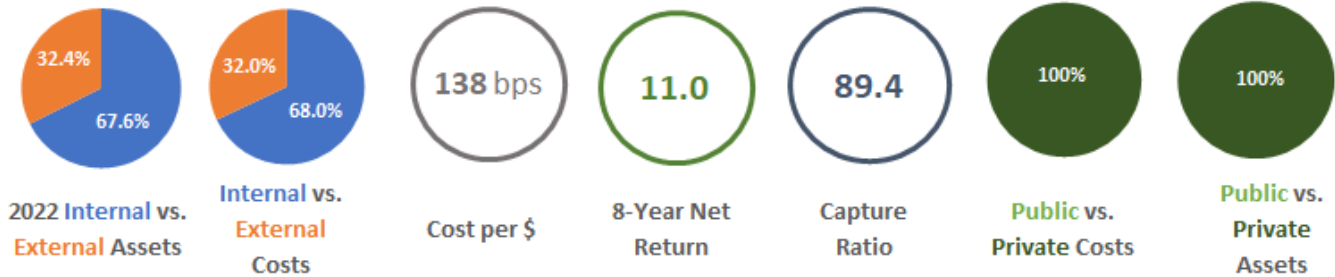 32.4%
67.6%
2022 Internal vs.
External Assets
32.0%
68.0%
Internal vs.
External
Costs
138 bps
Cost per $
11.0
8-Year Net
Return
89.4
Capture
Ratio
100%
Public vs.
Private Costs
100%
Public vs.
Private
Assets